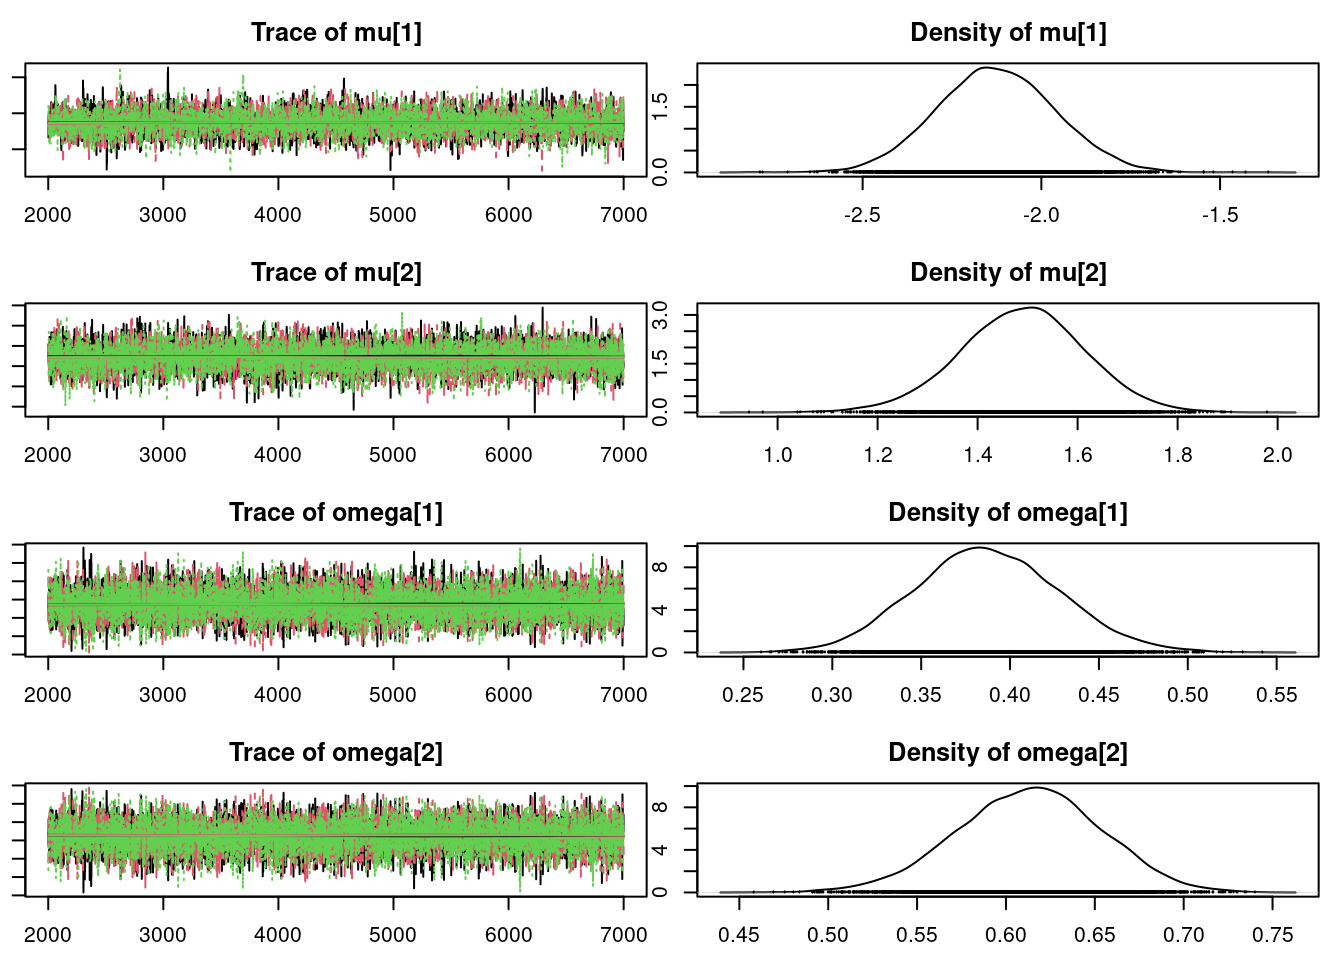 Trace of mu[1]
2000 3000 4000 5000 6000 7000
Density of mu[1]
0.0 1.5
-2.5 -2.0 -1.5
Trace of mu[2]
2000 3000 4000 5000 6000 7000
Density of mu[2]
0.0 1.5 3.0
1.0 1.2 1.4 1.6 1.8 2.0
Trace of omega[1]
2000 3000 4000 5000 6000 7000
Density of omega[1]
0 4 8
0.25 0.30 0.35 0.40 0.45 0.50 0.55
Trace of omega[2]
2000 3000 4000 5000 6000 7000
Density of omega[2]
0 4 8
0.45 0.50 0.55 0.60 0.65 0.70 0.75